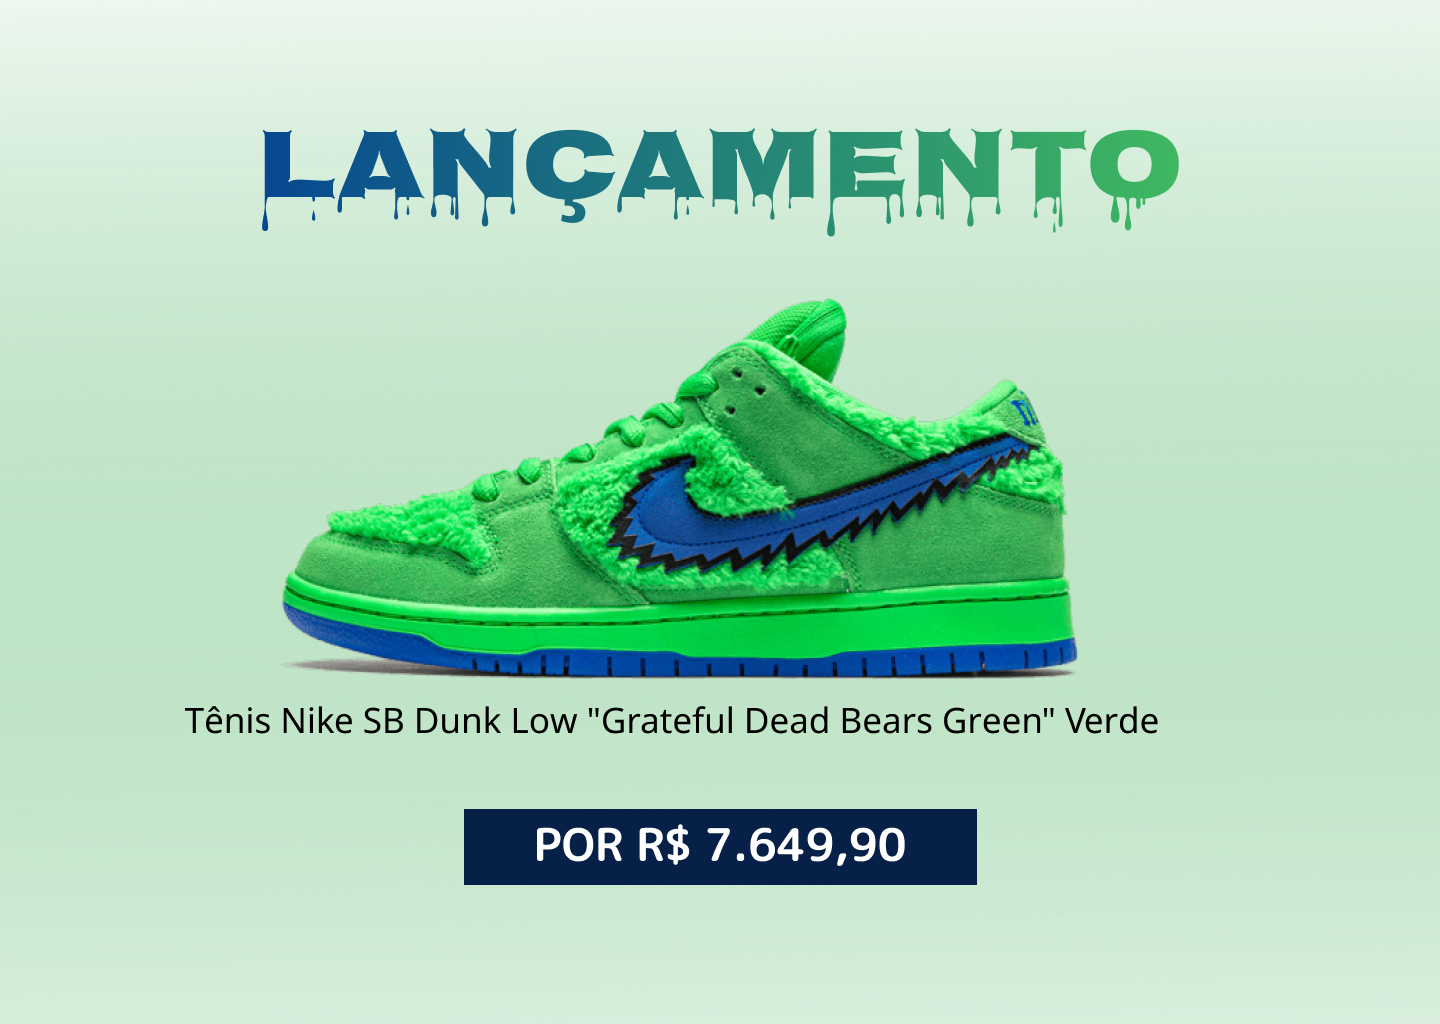 LANÇAMENTO
Tênis Nike SB Dunk Low "Grateful Dead Bears Green" Verde
POR R$ 7.649,90